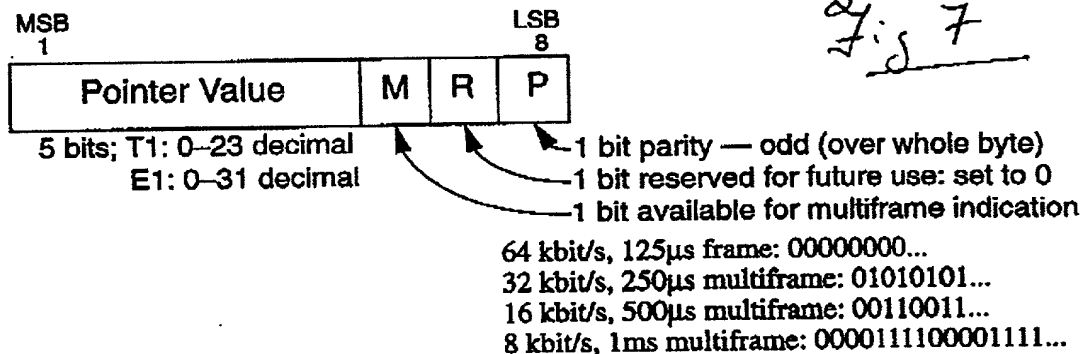 MSB
1
LSB
8
Fig 7
Pointer Value M R P
5 bits; T1: 0–23 decimal
E1: 0–31 decimal
1 bit parity — odd (over whole byte)
1 bit reserved for future use: set to 0
1 bit available for multiframe indication
64 kbit/s, 125µs frame: 00000000...
32 kbit/s, 250µs multiframe: 01010101...
16 kbit/s, 500µs multiframe: 00110011...
8 kbit/s, 1ms multiframe: 0000111100001111...